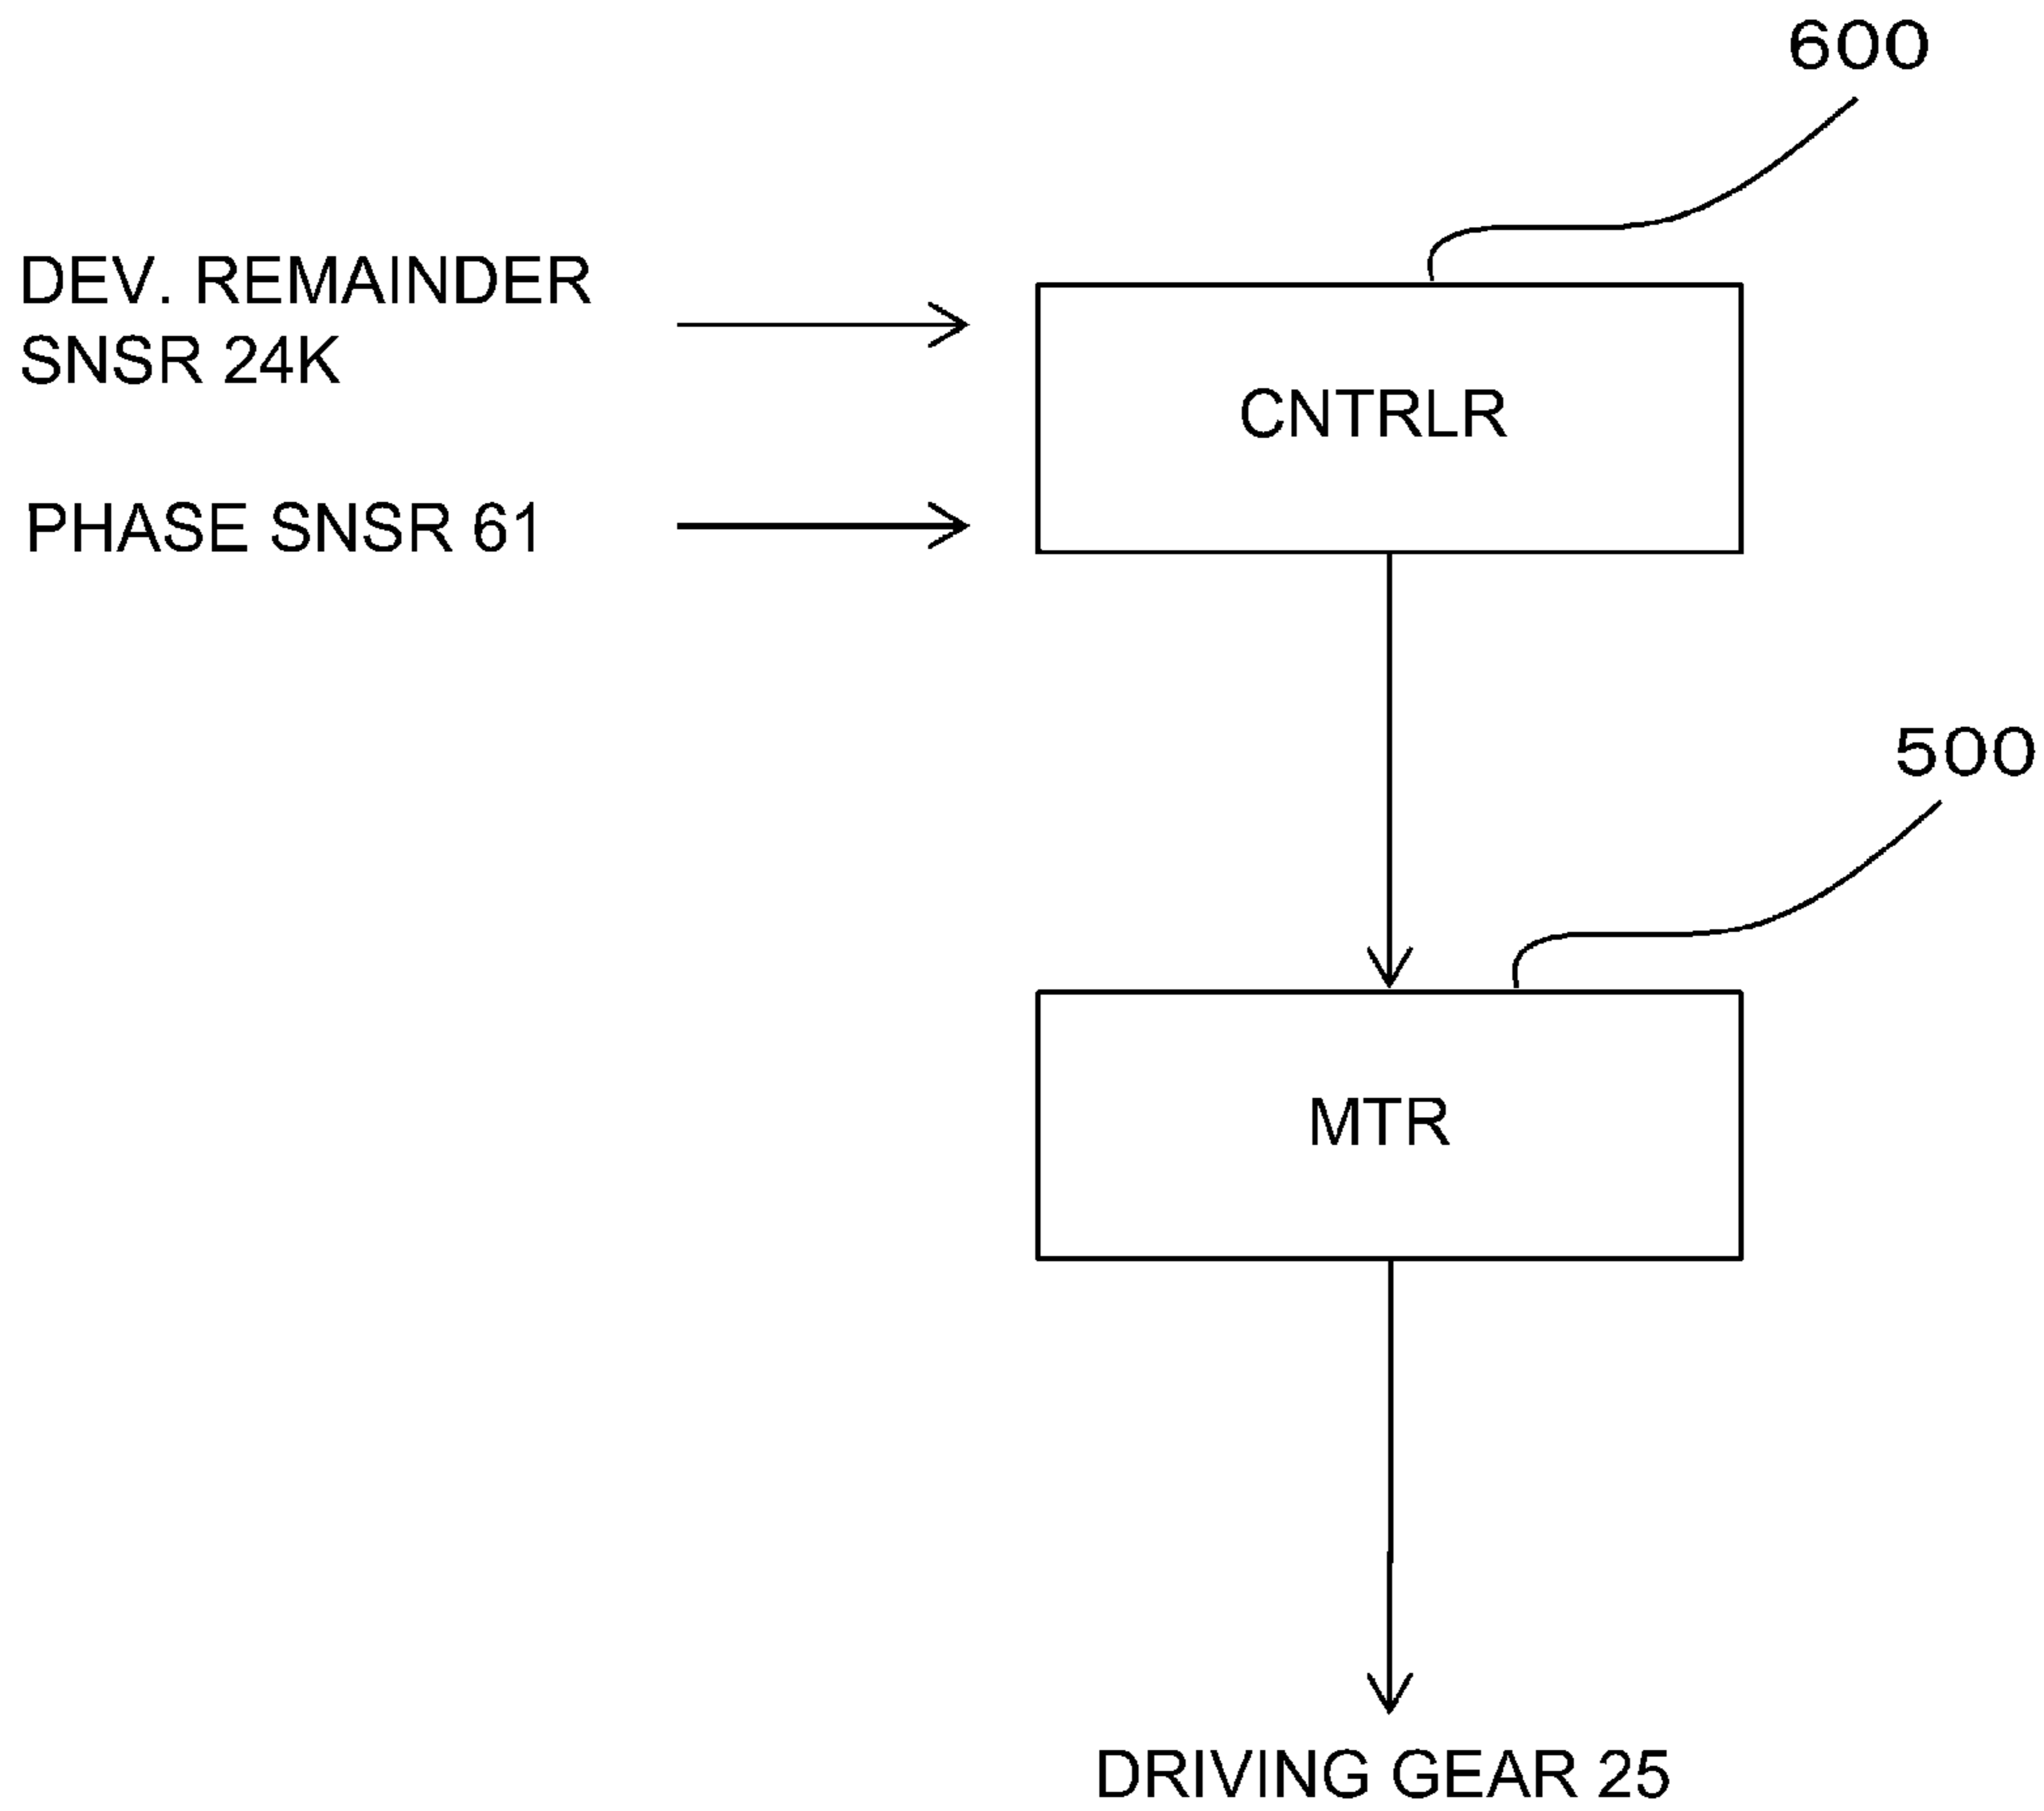 600
DEV. REMAINDER
SNSR 24K
CNTRLR
PHASE SNSR 61
500
MTR
DRIVING GEAR 25